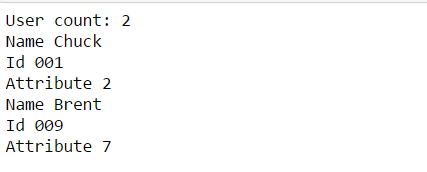 User count: 2
Name Chuck
Id 001
Attribute 2
Name Brent
Id 009
Attribute 7